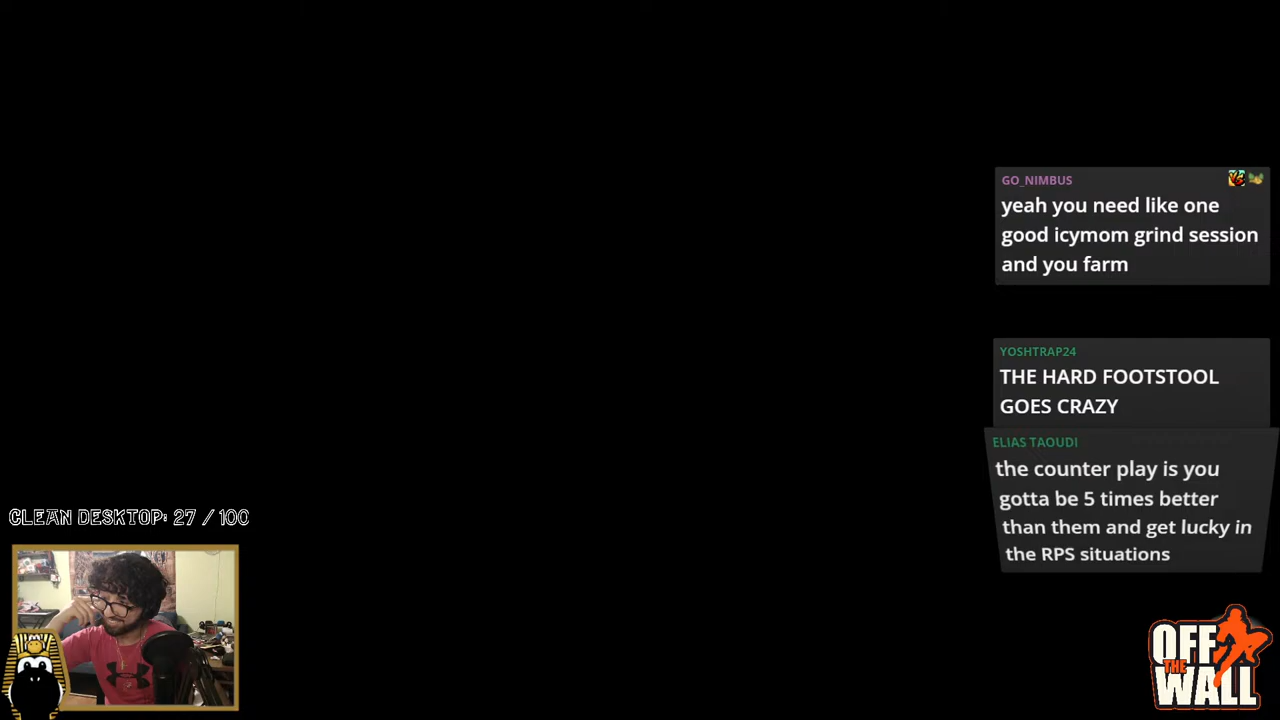 GO_NIMBUS
yeah you need like one
good icymom grind session
and you farm
YOSHTRAP24
THE HARD FOOTSTOOL
GOES CRAZY
ELIAS TAOUDI
the counter play is you
gotta be 5 times better
than them and get lucky in
the RPS situations
CLEAN DESKTOP: 27 / 100
OFF
THE
WALL